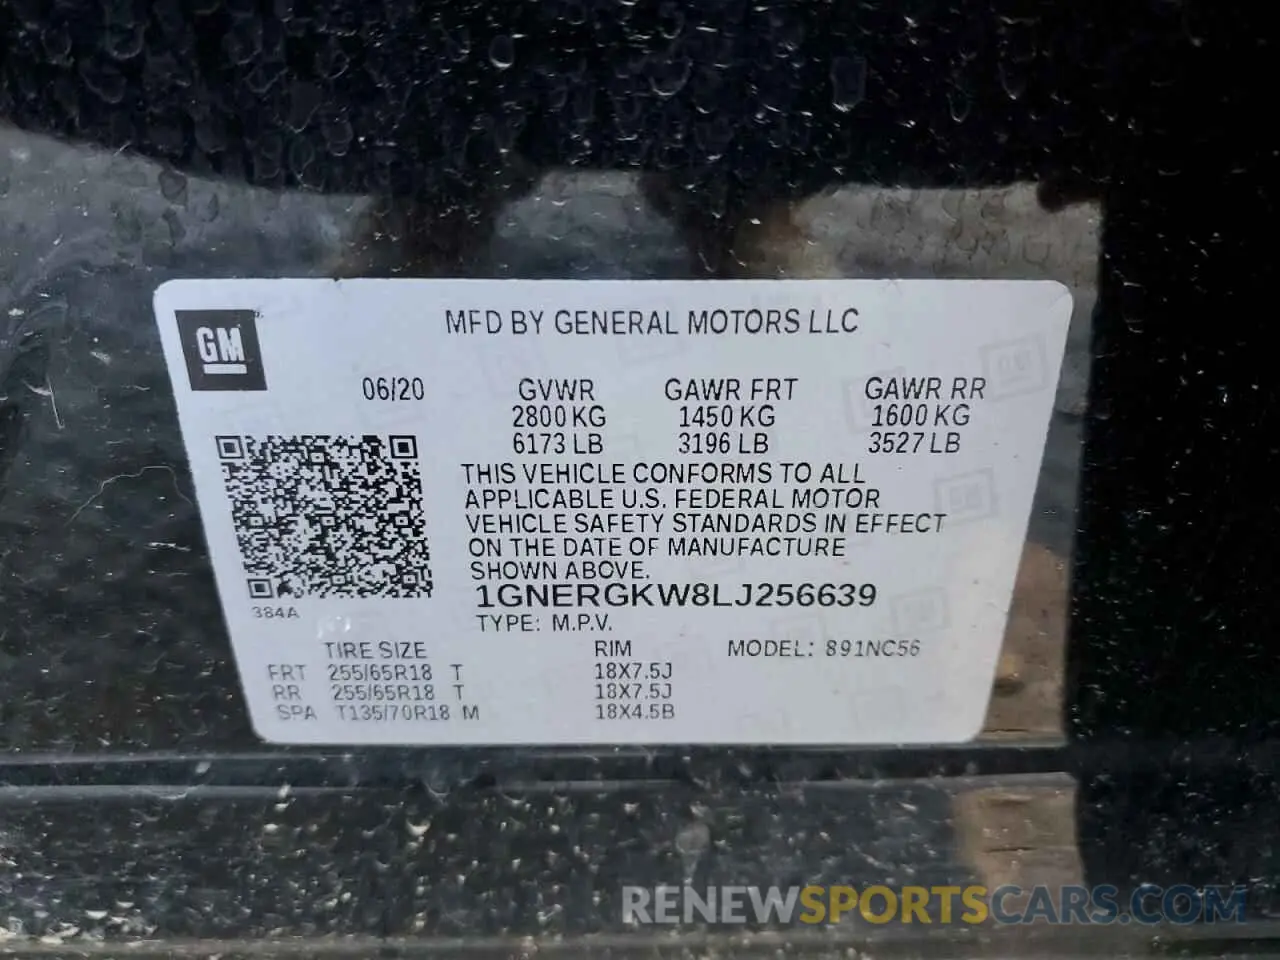 GM
MFD BY GENERAL MOTORS LLC
06/20 GVWR GAWR FRT GAWR RR
2800 KG 1450 KG 1600 KG
6173 LB 3196 LB 3527 LB
THIS VEHICLE CONFORMS TO ALL
APPLICABLE U.S. FEDERAL MOTOR
VEHICLE SAFETY STANDARDS IN EFFECT
ON THE DATE OF MANUFACTURE
SHOWN ABOVE.
1GNERGKW8LJ256639
384A
TYPE: M.P.V.
TIRE SIZE RIM MODEL: 891NC56
FRT 255/65R18 T 18X7.5J
RR 255/65R18 T 18X7.5J
SPA T135/70R18 M 18X4.5B
RENEWSPORTSCARS.COM